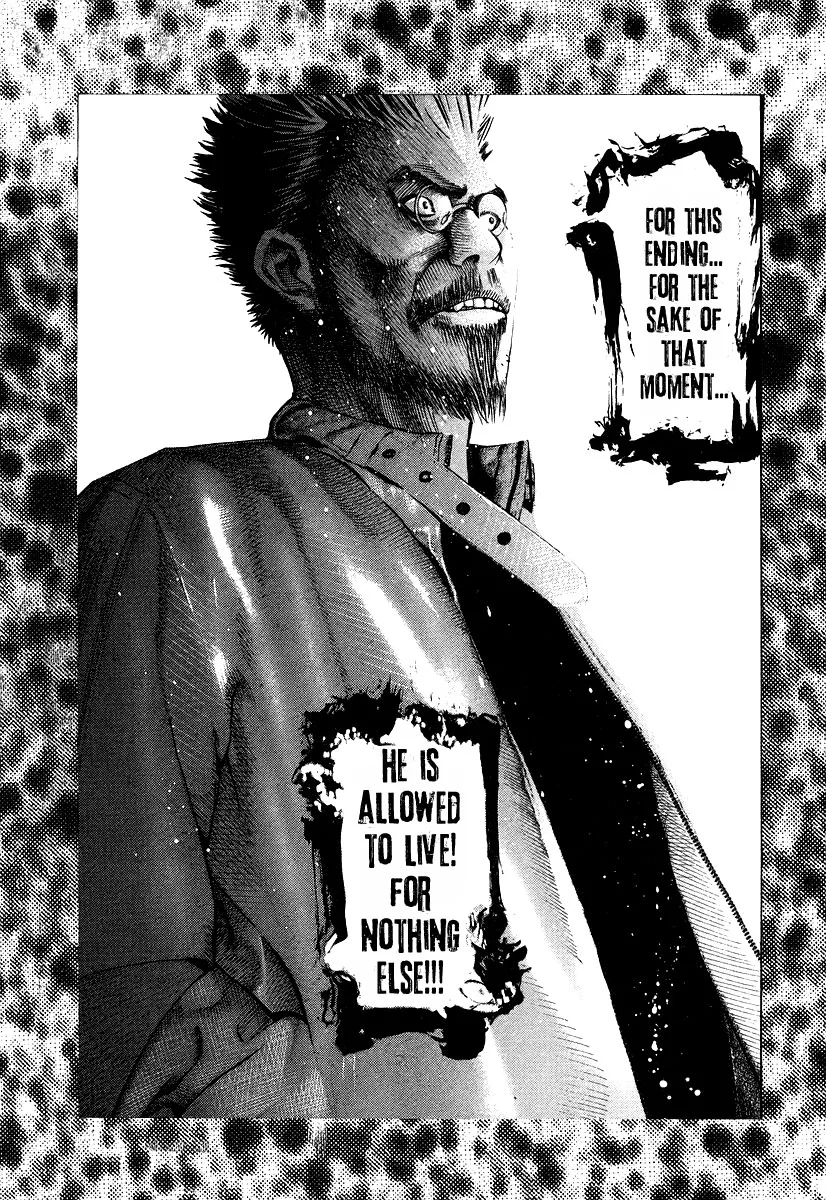 FOR THIS
ENDING...
FOR THE
SAKE OF
THAT
MOMENT...
HE IS
ALLOWED
TO LIVE!
FOR
NOTHING
ELSE!!!